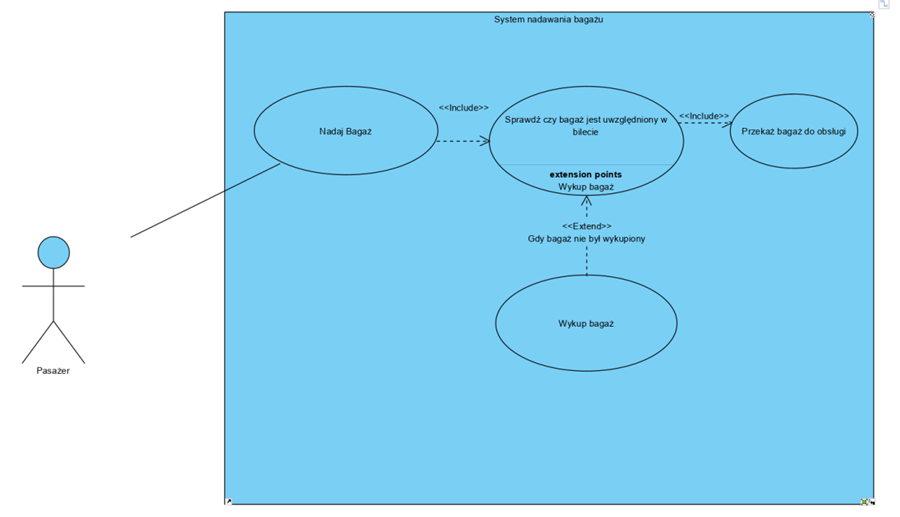 System nadawania bagażu
<<Include>>
Nadaj Bagaż
Sprawdź czy bagaż jest uwzględniony w
bilecie
extension points
Wykup bagaż
<<Include>>
Przekaż bagaż do obsługi
<<Extend>>
Gdy bagaż nie był wykupiony
Wykup bagaż
Pasażer